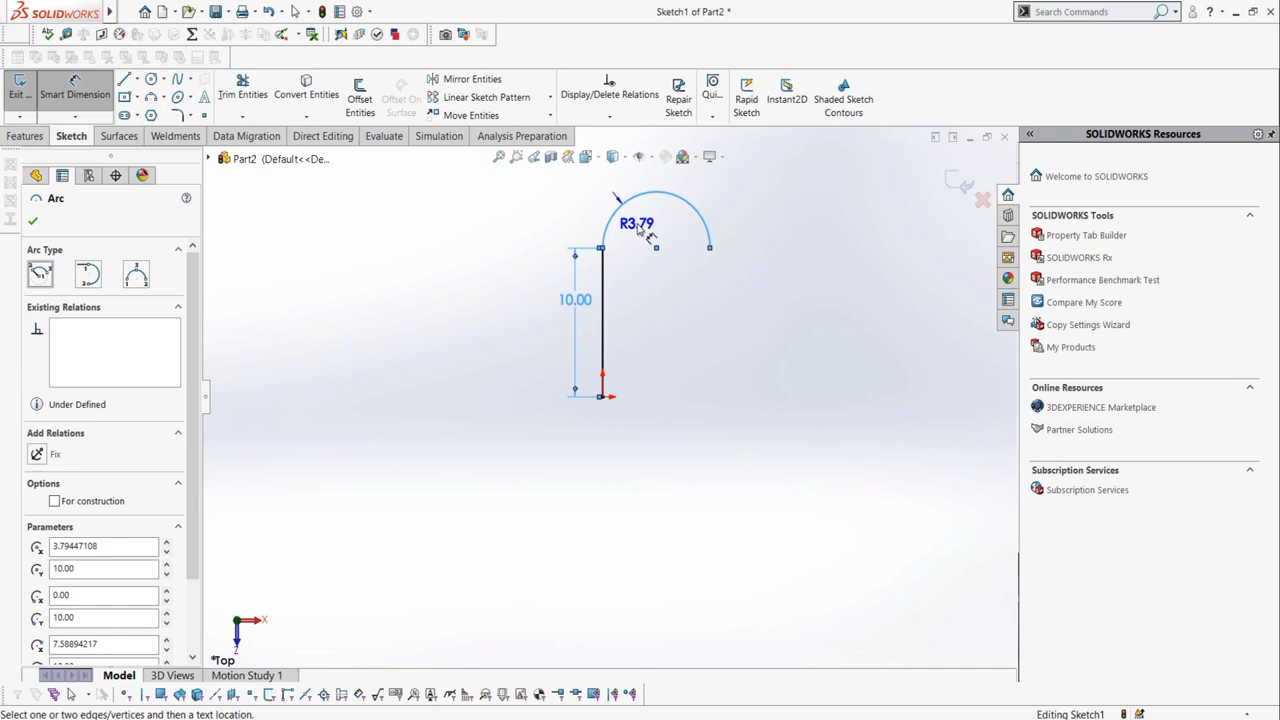 SOLIDWORKS
Sketch1 of Part2 *
Search Commands
Exit ...
Smart Dimension
Trim Entities
Convert Entities
Offset Entities
Offset On Surface
Mirror Entities
Linear Sketch Pattern
Move Entities
Display/Delete Relations
Repair Sketch
Qui...
Rapid Sketch
Instant2D
Shaded Sketch Contours
Features
Sketch
Surfaces
Weldments
Data Migration
Direct Editing
Evaluate
Simulation
Analysis Preparation
Part2 (Default<<De...
Arc
Arc Type
Existing Relations
Under Defined
Add Relations
Fix
Options
For construction
Parameters
3.79447108
10.00
0.00
10.00
7.58894217
R3.79
10.00
X
Z
*Top
SOLIDWORKS Resources
Welcome to SOLIDWORKS
SOLIDWORKS Tools
Property Tab Builder
SOLIDWORKS Rx
Performance Benchmark Test
Compare My Score
Copy Settings Wizard
My Products
Online Resources
3DEXPERIENCE Marketplace
Partner Solutions
Subscription Services
Subscription Services
Model
3D Views
Motion Study 1
Select one or two edges/vertices and then a text location.
Editing Sketch1